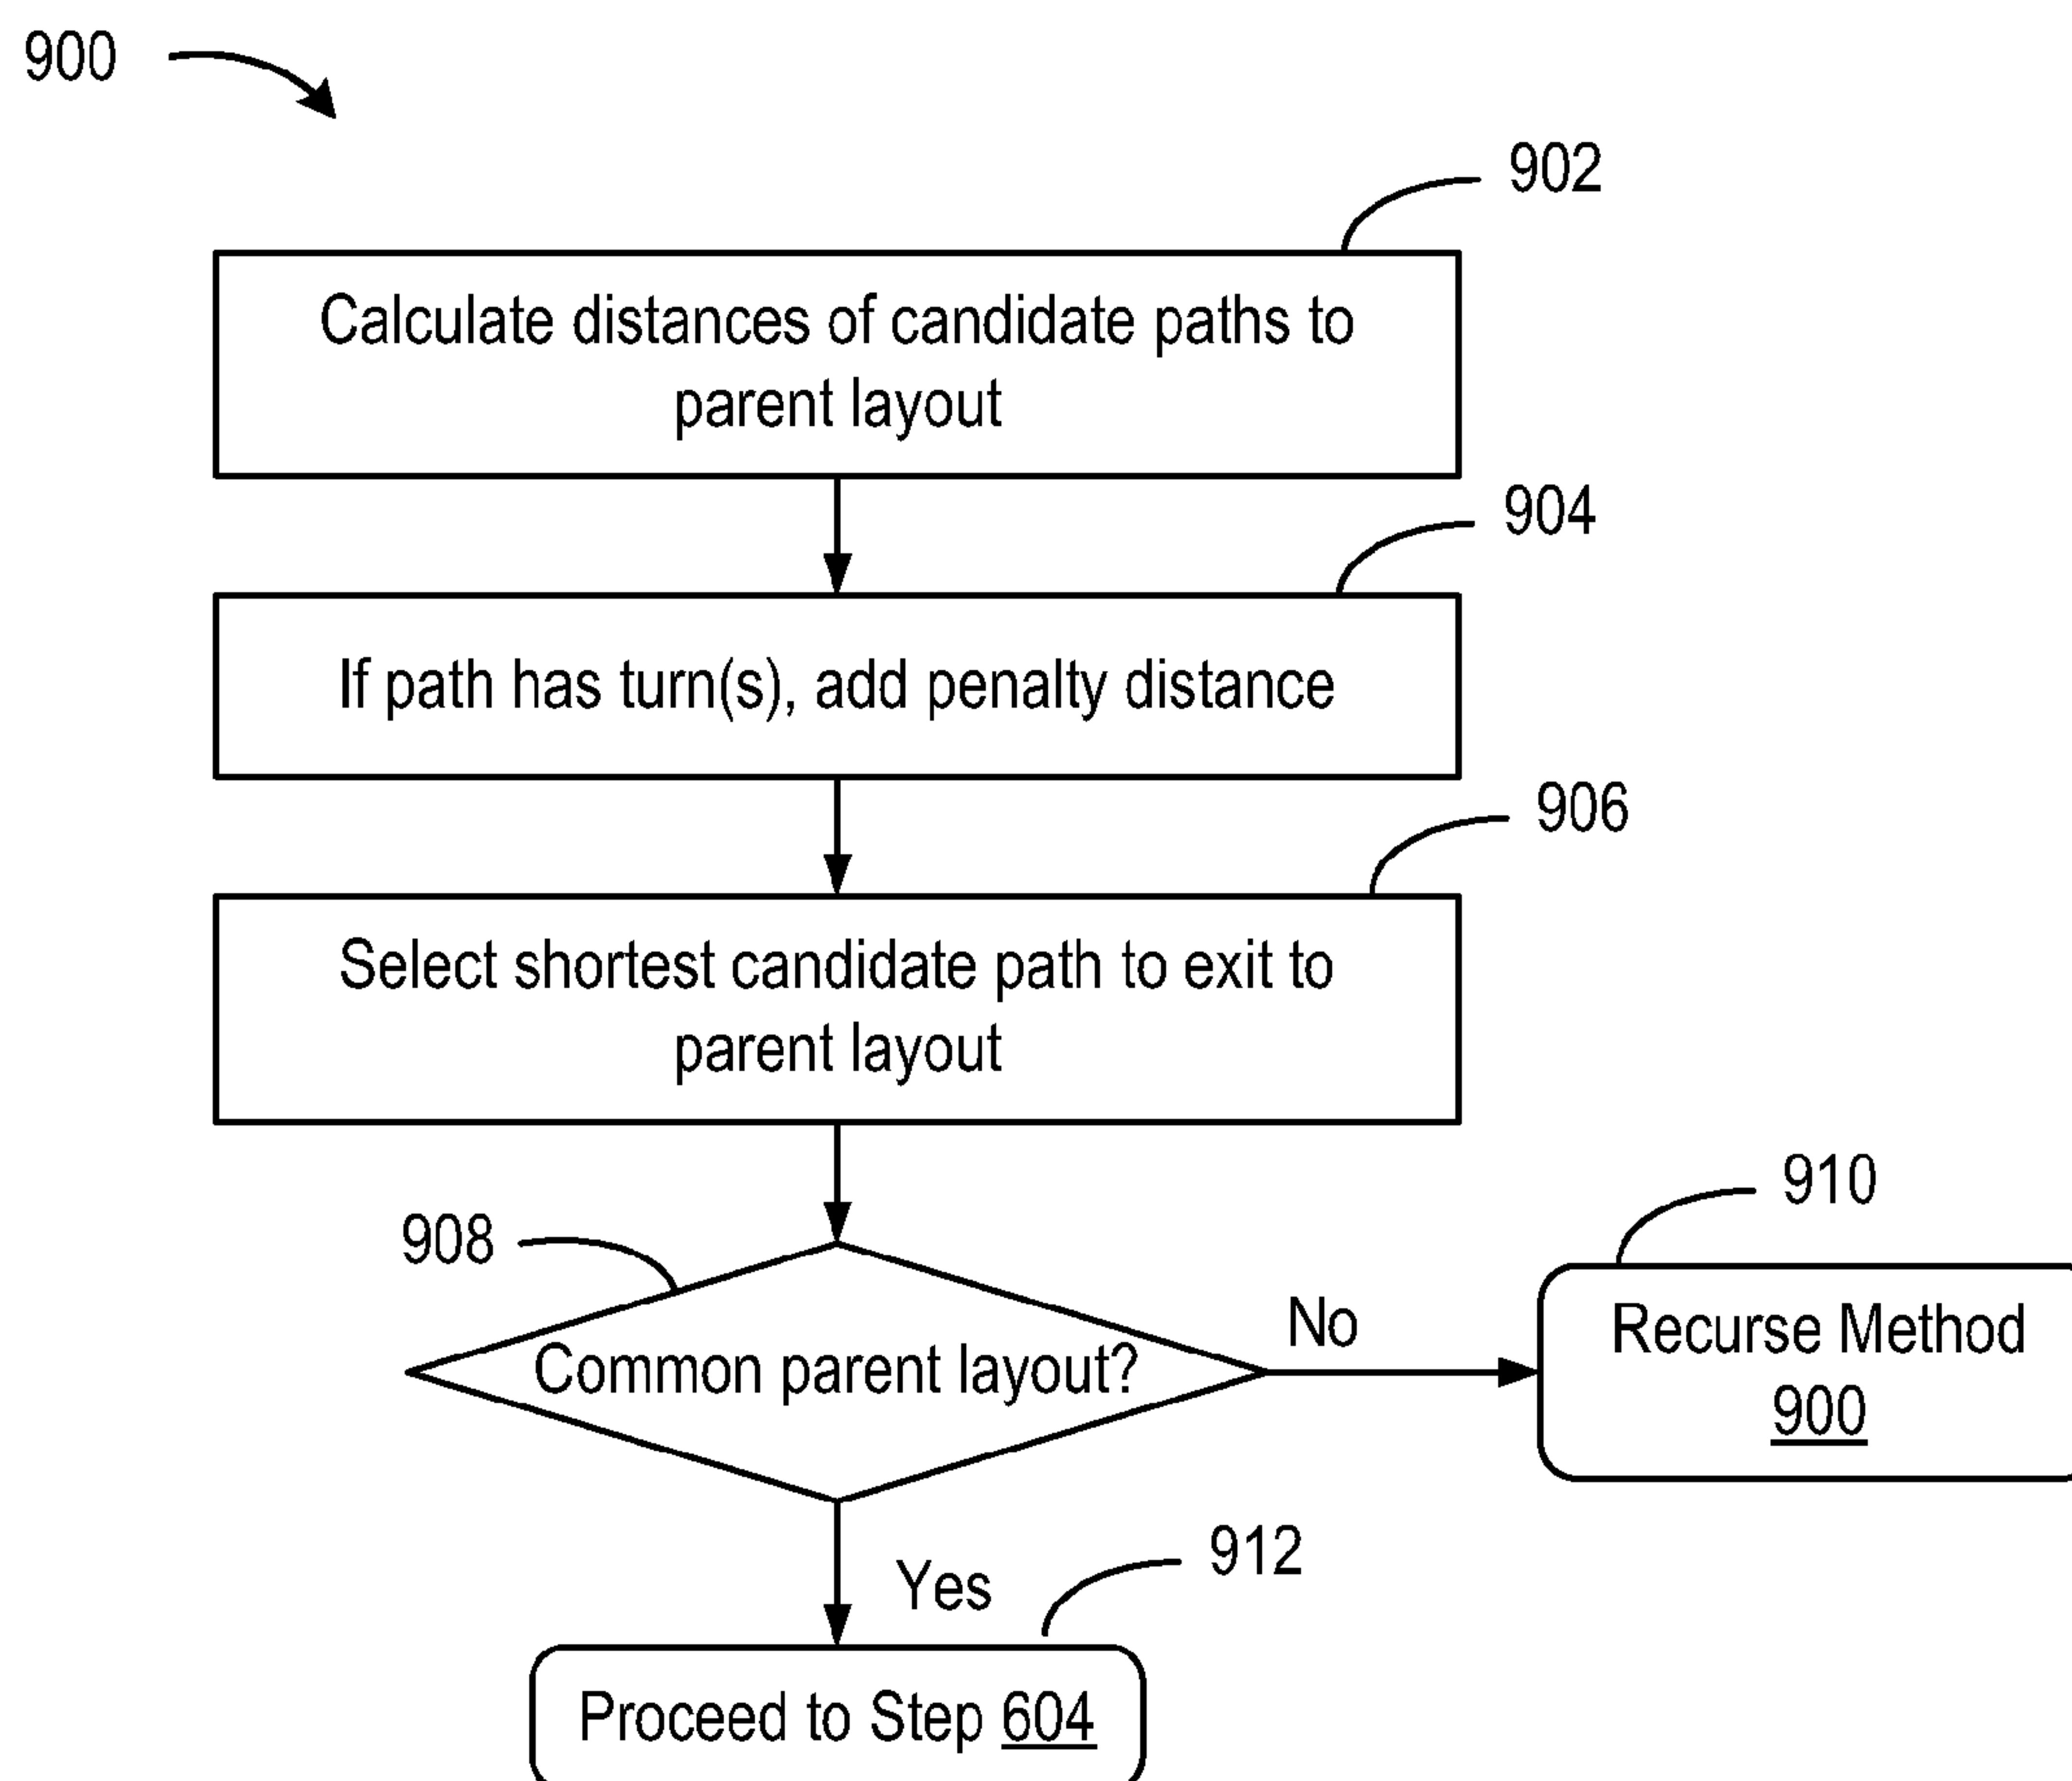 900
902
Calculate distances of candidate paths to
parent layout
904
If path has turn(s), add penalty distance
906
Select shortest candidate path to exit to
parent layout
908
Common parent layout?
No
910
Recurse Method
900
Yes
912
Proceed to Step 604